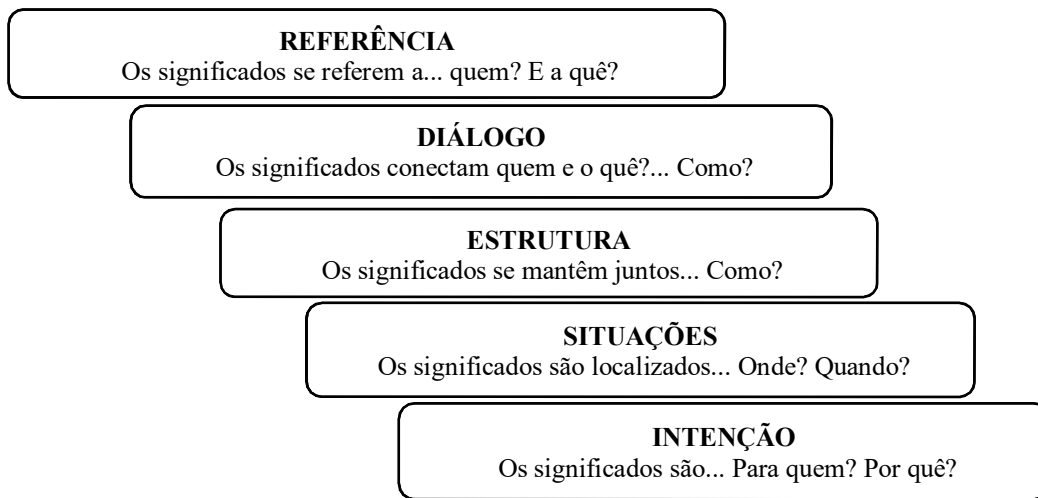 REFERÊNCIA
Os significados se referem a... quem? E a quê?
DIÁLOGO
Os significados conectam quem e o quê?... Como?
ESTRUTURA
Os significados se mantêm juntos... Como?
SITUAÇÕES
Os significados são localizados... Onde? Quando?
INTENÇÃO
Os significados são... Para quem? Por quê?